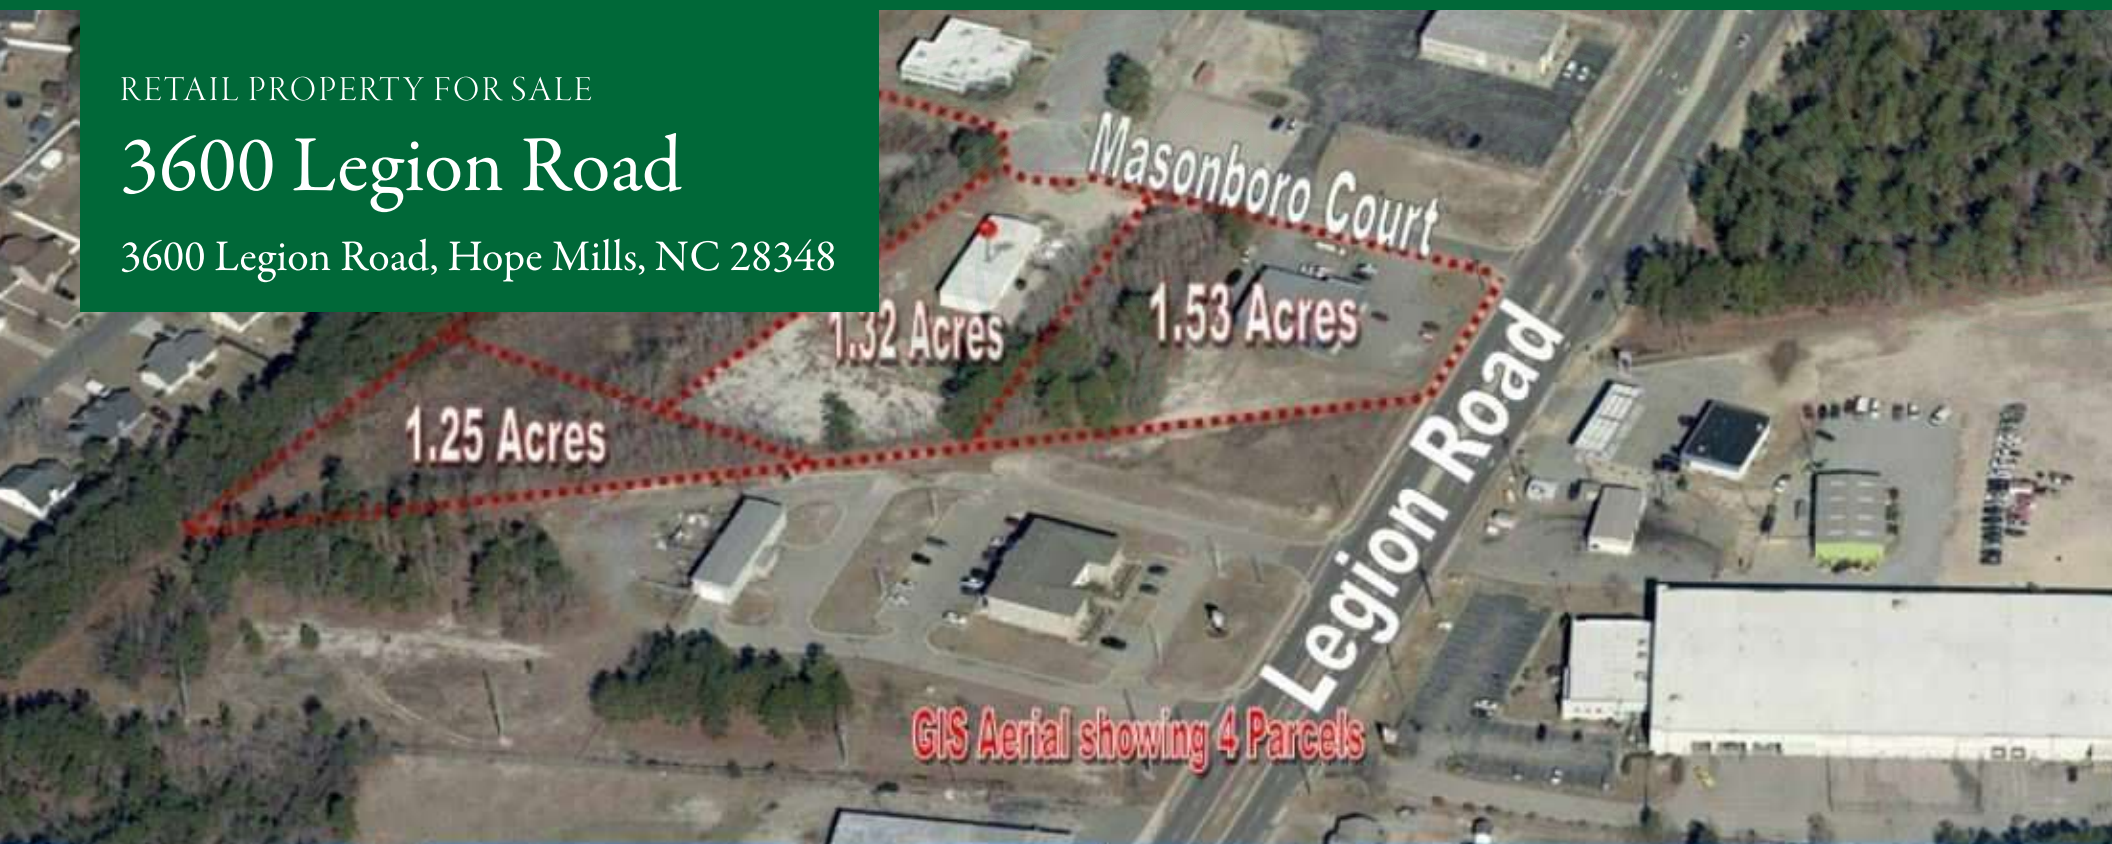 RETAIL PROPERTY FOR SALE
3600 Legion Road
3600 Legion Road, Hope Mills, NC 28348
Masonboro Court
1.32 Acres
1.53 Acres
1.25 Acres
Legion Road
GIS Aerial showing 4 Parcels